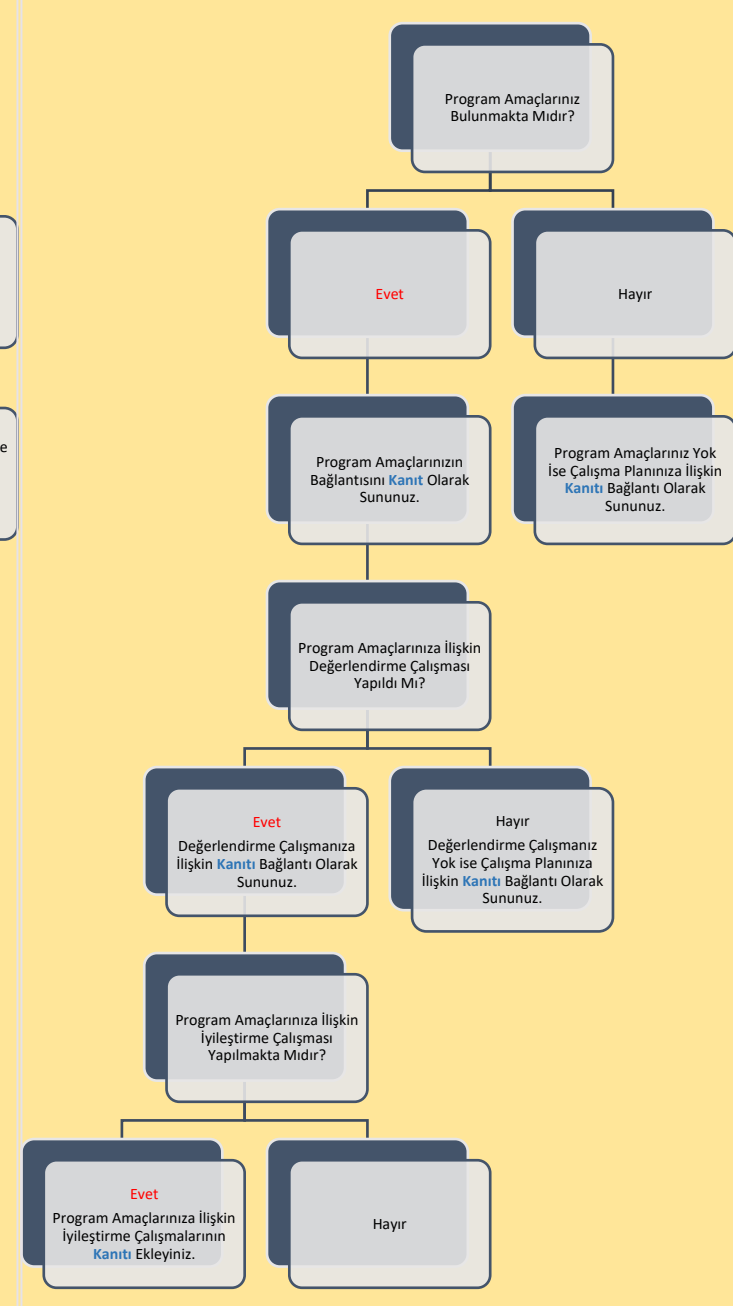 Program Amaçlarınız
Bulunmakta Mıdır?
Evet
Hayır
e
Program Amaçlarınızın
Bağlantısını Kanıt Olarak
Sununuz.
Program Amaçlarınız Yok
İse Çalışma Planınıza İlişkin
Kanıtı Bağlantı Olarak
Sununuz.
Program Amaçlarınıza İlişkin
Değerlendirme Çalışması
Yapıldı Mı?
Evet
Değerlendirme Çalışmanıza
İlişkin Kanıtı Bağlantı Olarak
Sununuz.
Hayır
Değerlendirme Çalışmanız
Yok ise Çalışma Planınıza
İlişkin Kanıtı Bağlantı Olarak
Sununuz.
Program Amaçlarınıza İlişkin
İyileştirme Çalışması
Yapılmakta Mıdır?
Evet
Program Amaçlarınıza İlişkin
İyileştirme Çalışmalarının
Kanıtı Ekleyiniz.
Hayır